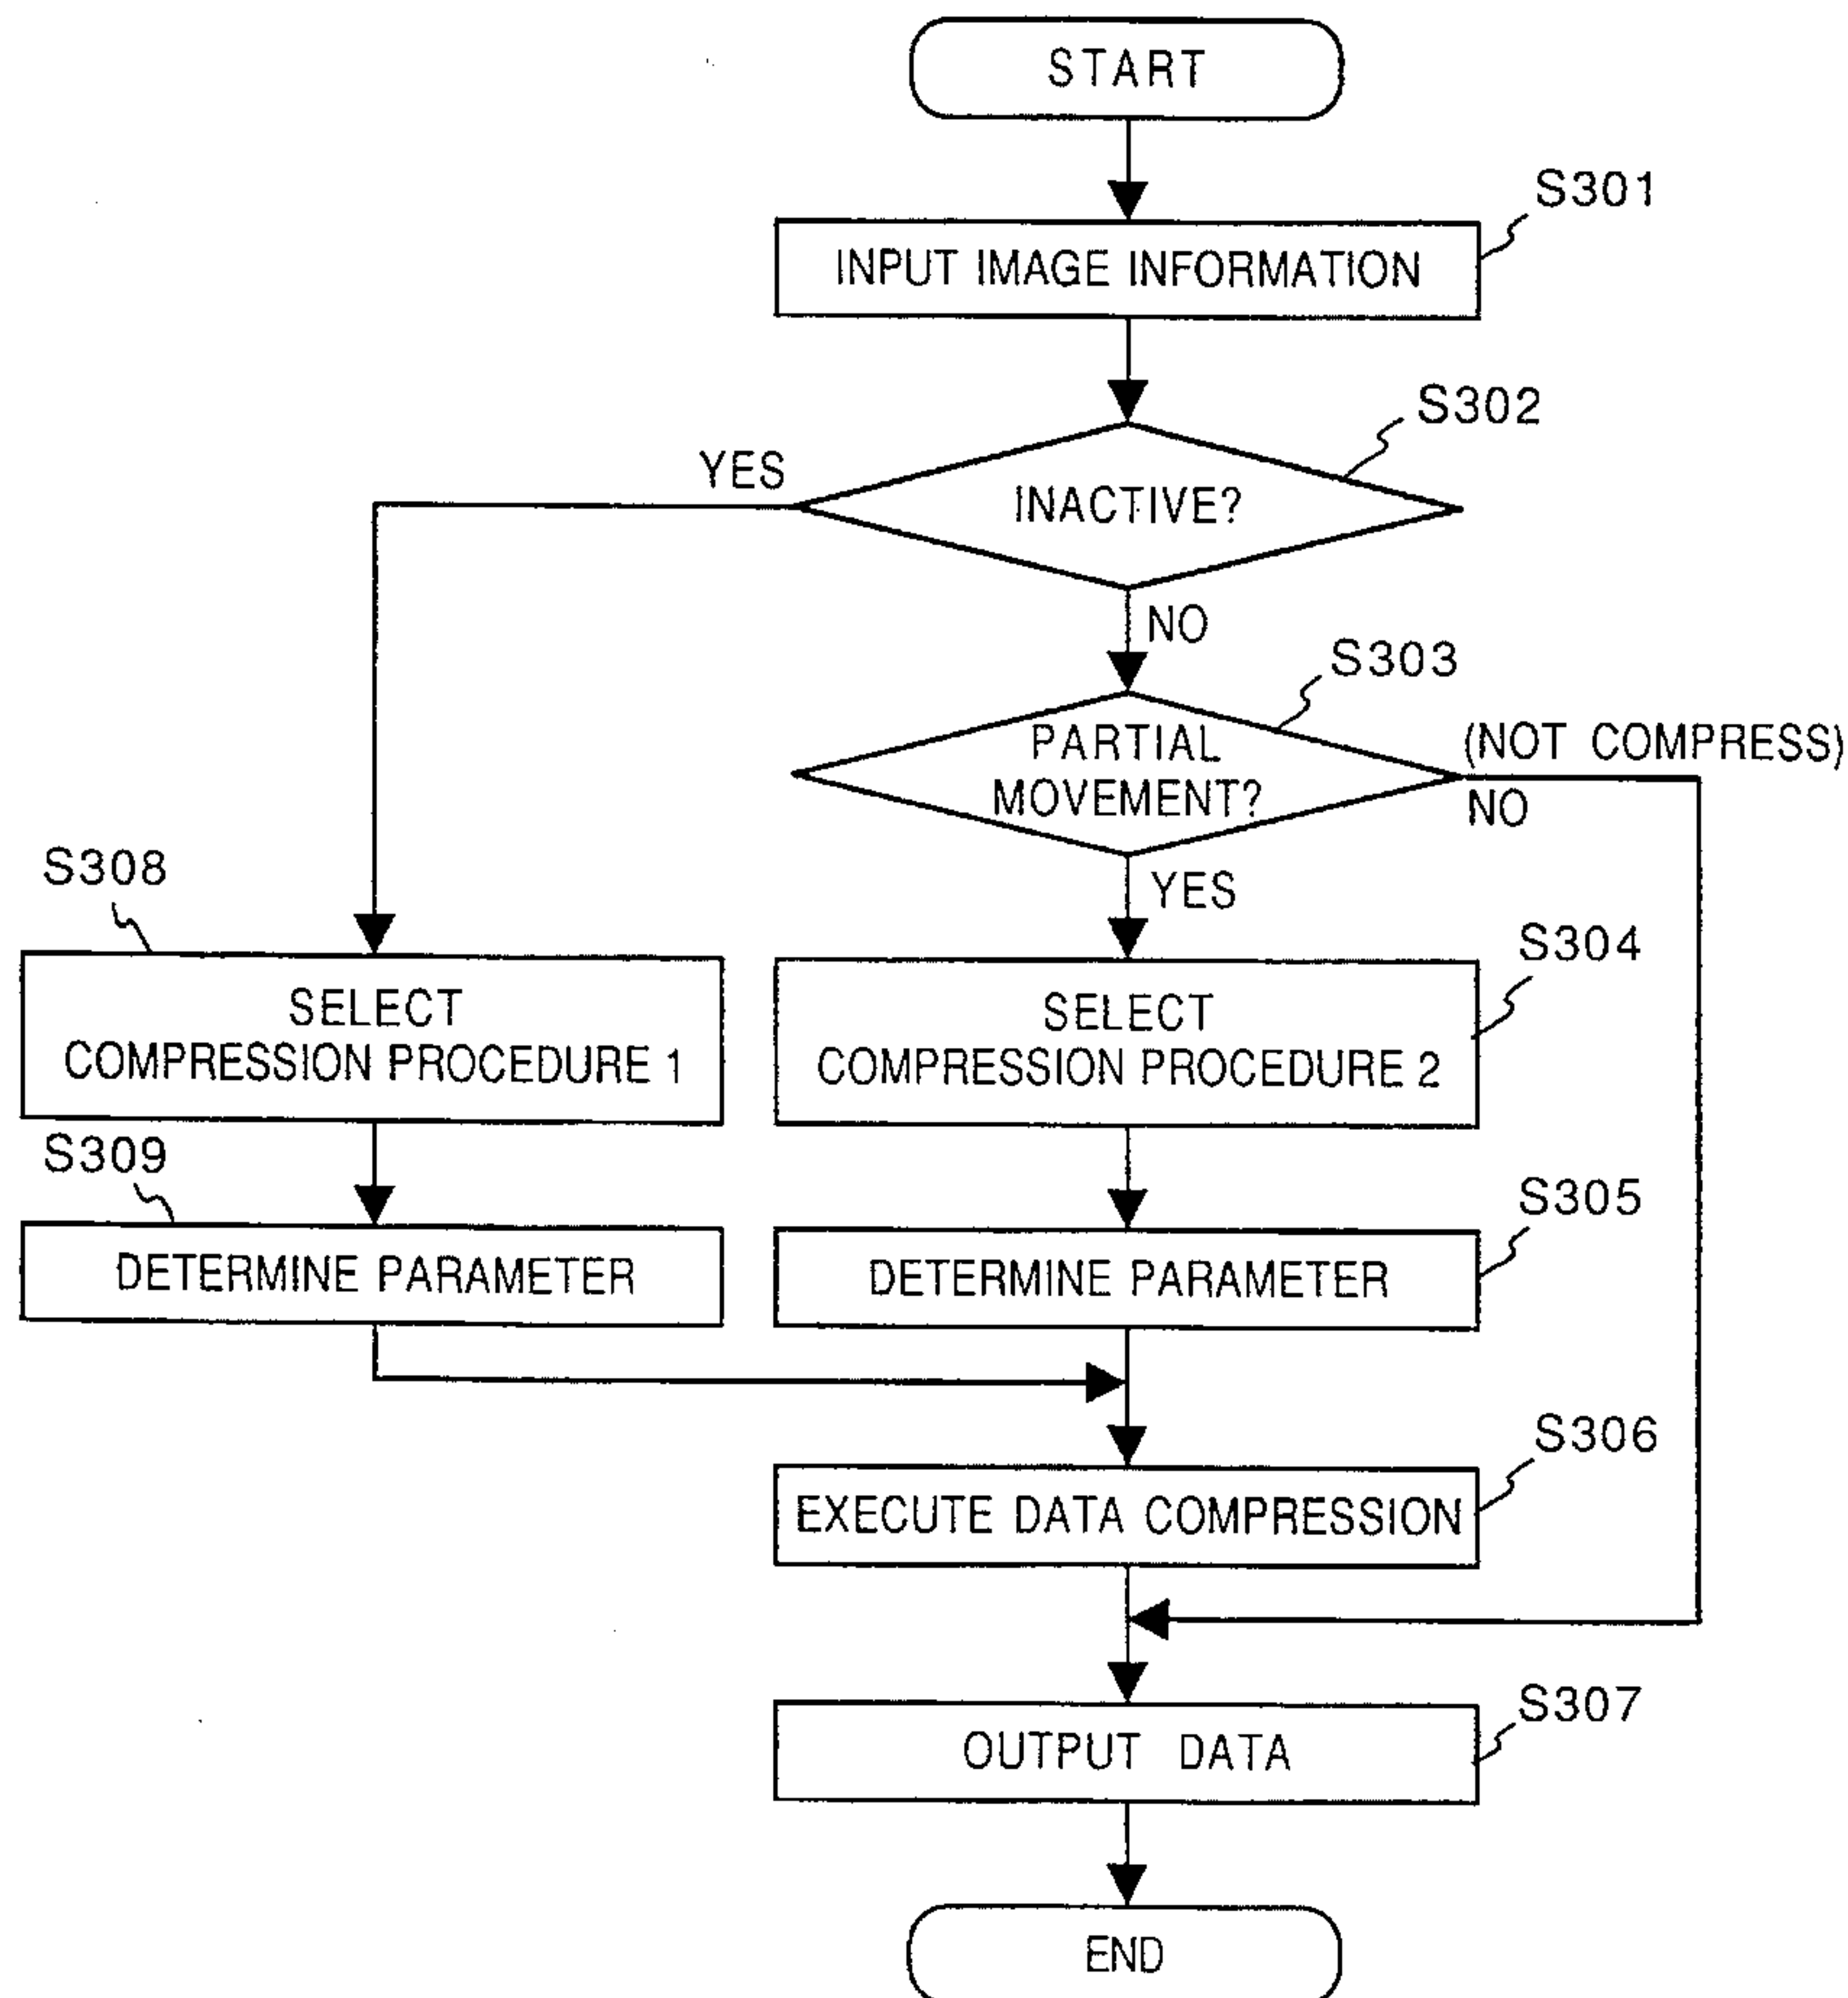 START
S301
INPUT IMAGE INFORMATION
S302
YES
INACTIVE?
NO
S303
PARTIAL
MOVEMENT?
(NOT COMPRESS)
NO
YES
S308
SELECT
COMPRESSION PROCEDURE 1
S304
SELECT
COMPRESSION PROCEDURE 2
S309
DETERMINE PARAMETER
S305
DETERMINE PARAMETER
S306
EXECUTE DATA COMPRESSION
S307
OUTPUT DATA
END